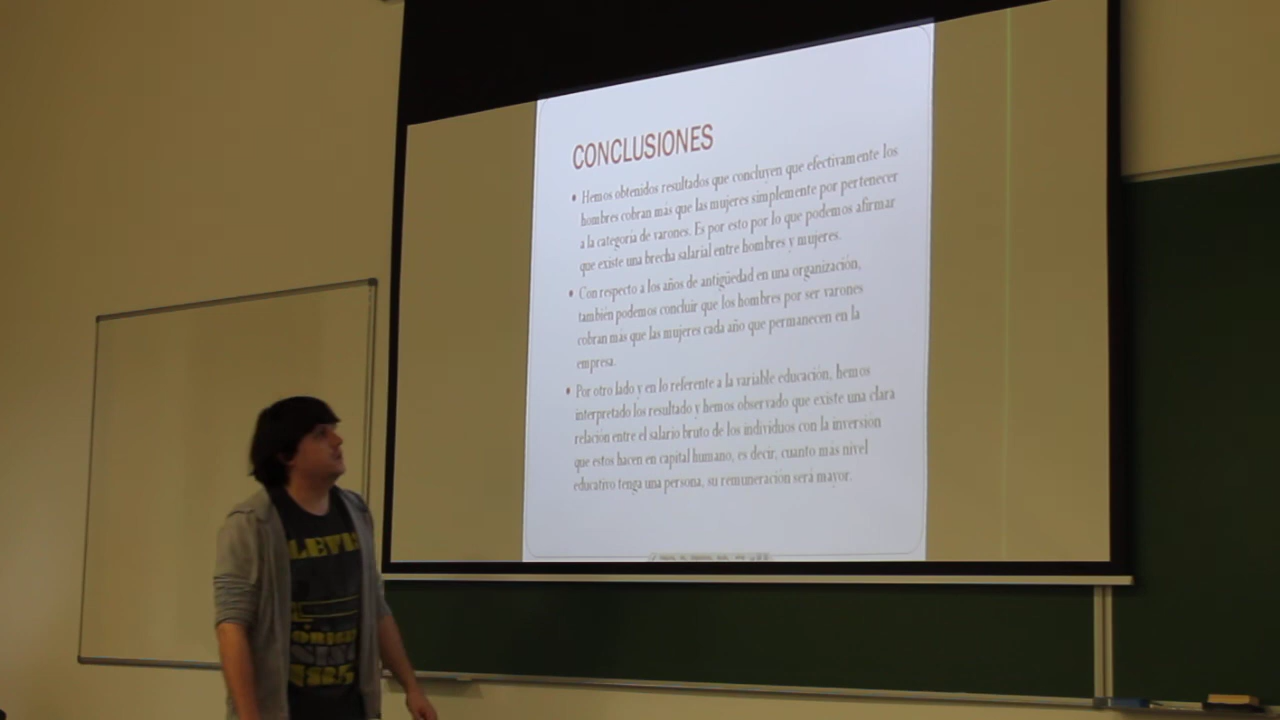 CONCLUSIONES
• Hemos obtenidos resultados que concluyen que efectivamente los
hombres cobran más que las mujeres simplemente por pertenecer
a la categoría de varones. Es por esto por lo que podemos afirmar
que existe una brecha salarial entre hombres y mujeres.
• Con respecto a los años de antigüedad en una organización,
también podemos concluir que los hombres por ser varones
cobran más que las mujeres cada año que permanecen en la
empresa.
• Por otro lado y en lo referente a la variable educación, hemos
interpretado los resultado y hemos observado que existe una clara
relación entre el salario bruto de los individuos con la inversión
que estos hacen en capital humano, es decir, cuanto más nivel
educativo tenga una persona, su remuneración será mayor.
LEVIS